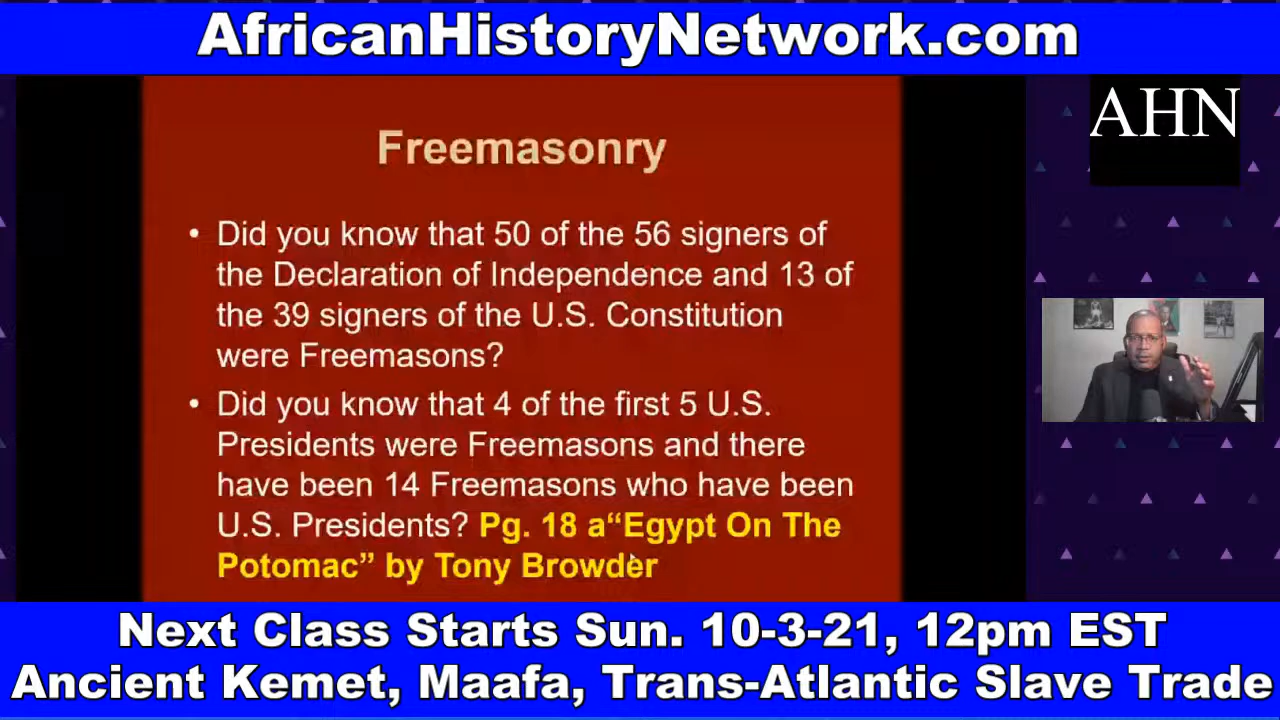 AfricanHistoryNetwork.com
AHN
Freemasonry
• Did you know that 50 of the 56 signers of
the Declaration of Independence and 13 of
the 39 signers of the U.S. Constitution
were Freemasons?
• Did you know that 4 of the first 5 U.S.
Presidents were Freemasons and there
have been 14 Freemasons who have been
U.S. Presidents? Pg. 18 a“Egypt On The
Potomac” by Tony Browder
Next Class Starts Sun. 10-3-21, 12pm EST
Ancient Kemet, Maafa, Trans-Atlantic Slave Trade